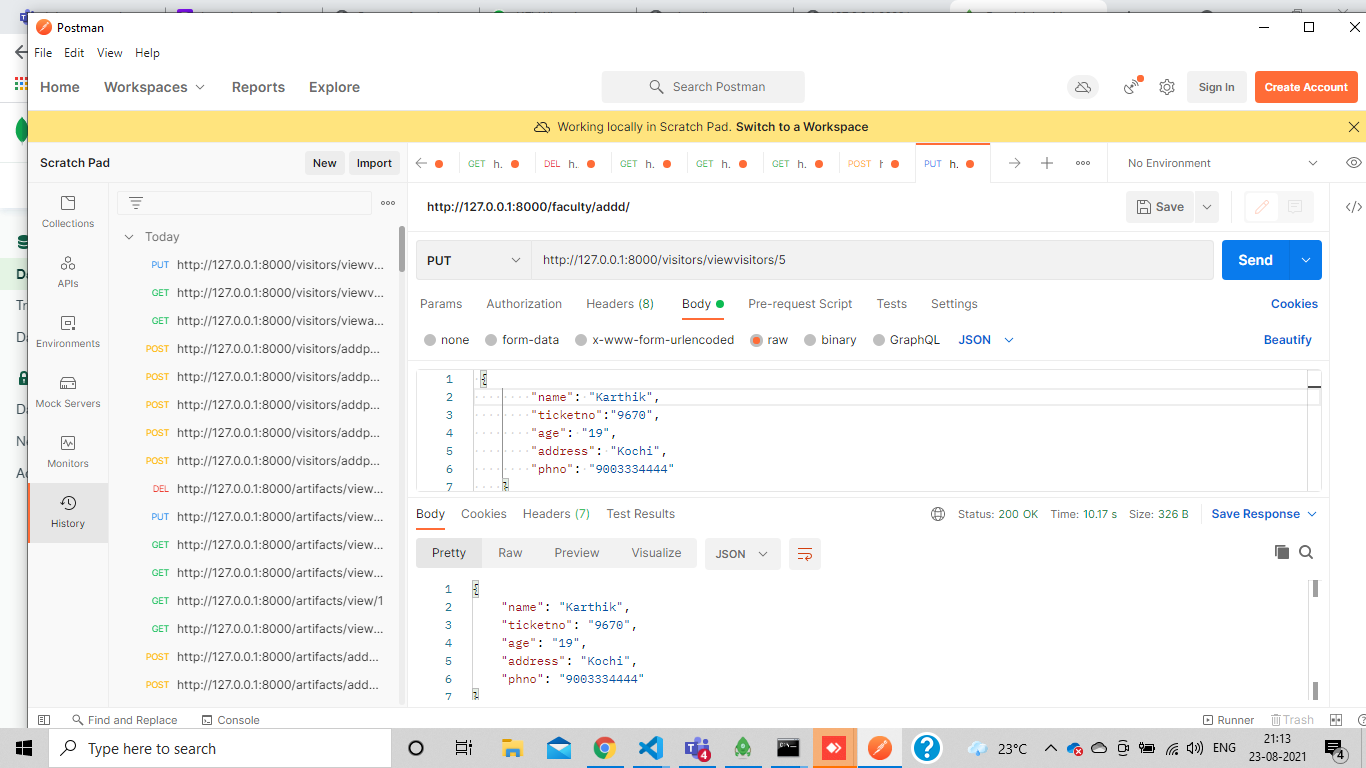 Postman
File Edit View Help
Home Workspaces Reports Explore Search Postman Sign In Create Account
Working locally in Scratch Pad. Switch to a Workspace
Scratch Pad New Import
GET h. DEL h. GET h. GET h. GET h. POST PUT h. No Environment
Collections
APIs
Environments
Mock Servers
Monitors
History
Today
PUT http://127.0.0.1:8000/visitors/viewv...
GET http://127.0.0.1:8000/visitors/viewv...
GET http://127.0.0.1:8000/visitors/viewa...
POST http://127.0.0.1:8000/visitors/addp...
POST http://127.0.0.1:8000/visitors/addp...
POST http://127.0.0.1:8000/visitors/addp...
POST http://127.0.0.1:8000/visitors/addp...
POST http://127.0.0.1:8000/visitors/addp...
DEL http://127.0.0.1:8000/artifacts/view...
PUT http://127.0.0.1:8000/artifacts/view...
GET http://127.0.0.1:8000/artifacts/view...
GET http://127.0.0.1:8000/artifacts/view...
GET http://127.0.0.1:8000/artifacts/view/1
GET http://127.0.0.1:8000/artifacts/view...
POST http://127.0.0.1:8000/artifacts/add...
POST http://127.0.0.1:8000/artifacts/add...
http://127.0.0.1:8000/faculty/addd/ Save </>
PUT http://127.0.0.1:8000/visitors/viewvisitors/5 Send
Params Authorization Headers (8) Body Pre-request Script Tests Settings Cookies
none form-data x-www-form-urlencoded raw binary GraphQL JSON Beautify
1 {
2 "name": "Karthik",
3 "ticketno":"9670",
4 "age": "19",
5 "address": "Kochi",
6 "phno": "9003334444"
7 }
Body Cookies Headers (7) Test Results Status: 200 OK Time: 10.17 s Size: 326 B Save Response
Pretty Raw Preview Visualize JSON
1 {
2 "name": "Karthik",
3 "ticketno": "9670",
4 "age": "19",
5 "address": "Kochi",
6 "phno": "9003334444"
7 }
Find and Replace Console Runner Trash
Type here to search 4 23°C ENG 21:13
23-08-2021 4